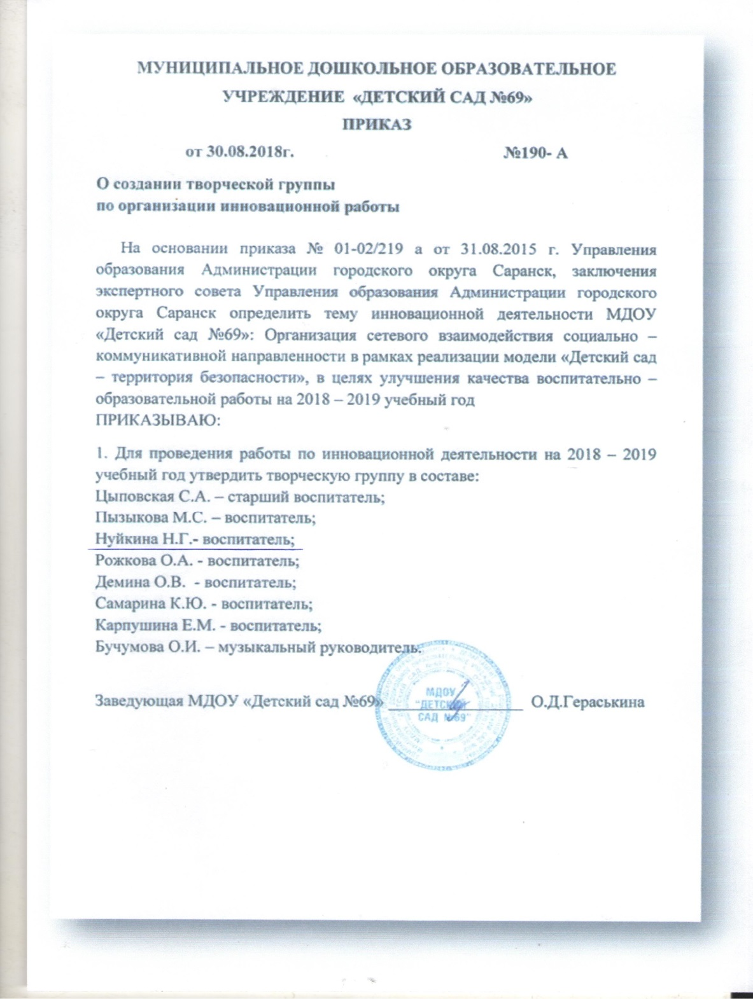 МУНИЦИПАЛЬНОЕ ДОШКОЛЬНОЕ ОБРАЗОВАТЕЛЬНОЕ
УЧРЕЖДЕНИЕ «ДЕТСКИЙ САД №69»
ПРИКАЗ
от 30.08.2018г. №190- А
О создании творческой группы
по организации инновационной работы
На основании приказа № 01-02/219 а от 31.08.2015 г. Управления
образования Администрации городского округа Саранск, заключения
экспертного совета Управления образования Администрации городского
округа Саранск определить тему инновационной деятельности МДОУ
«Детский сад №69»: Организация сетевого взаимодействия социально –
коммуникативной направленности в рамках реализации модели «Детский сад
– территория безопасности», в целях улучшения качества воспитательно –
образовательной работы на 2018 – 2019 учебный год
ПРИКАЗЫВАЮ:
1. Для проведения работы по инновационной деятельности на 2018 – 2019
учебный год утвердить творческую группу в составе:
Цыповская С.А. – старший воспитатель;
Пызыкова М.С. – воспитатель;
Нуйкина Н.Г.- воспитатель;
Рожкова О.А. - воспитатель;
Демина О.В. - воспитатель;
Самарина К.Ю. - воспитатель;
Карпушина Е.М. - воспитатель;
Бучумова О.И. – музыкальный руководитель.
Заведующая МДОУ «Детский сад №69» ________________ О.Д.Гераськина
МДОУ
"ДЕТСКИЙ
САД №69"